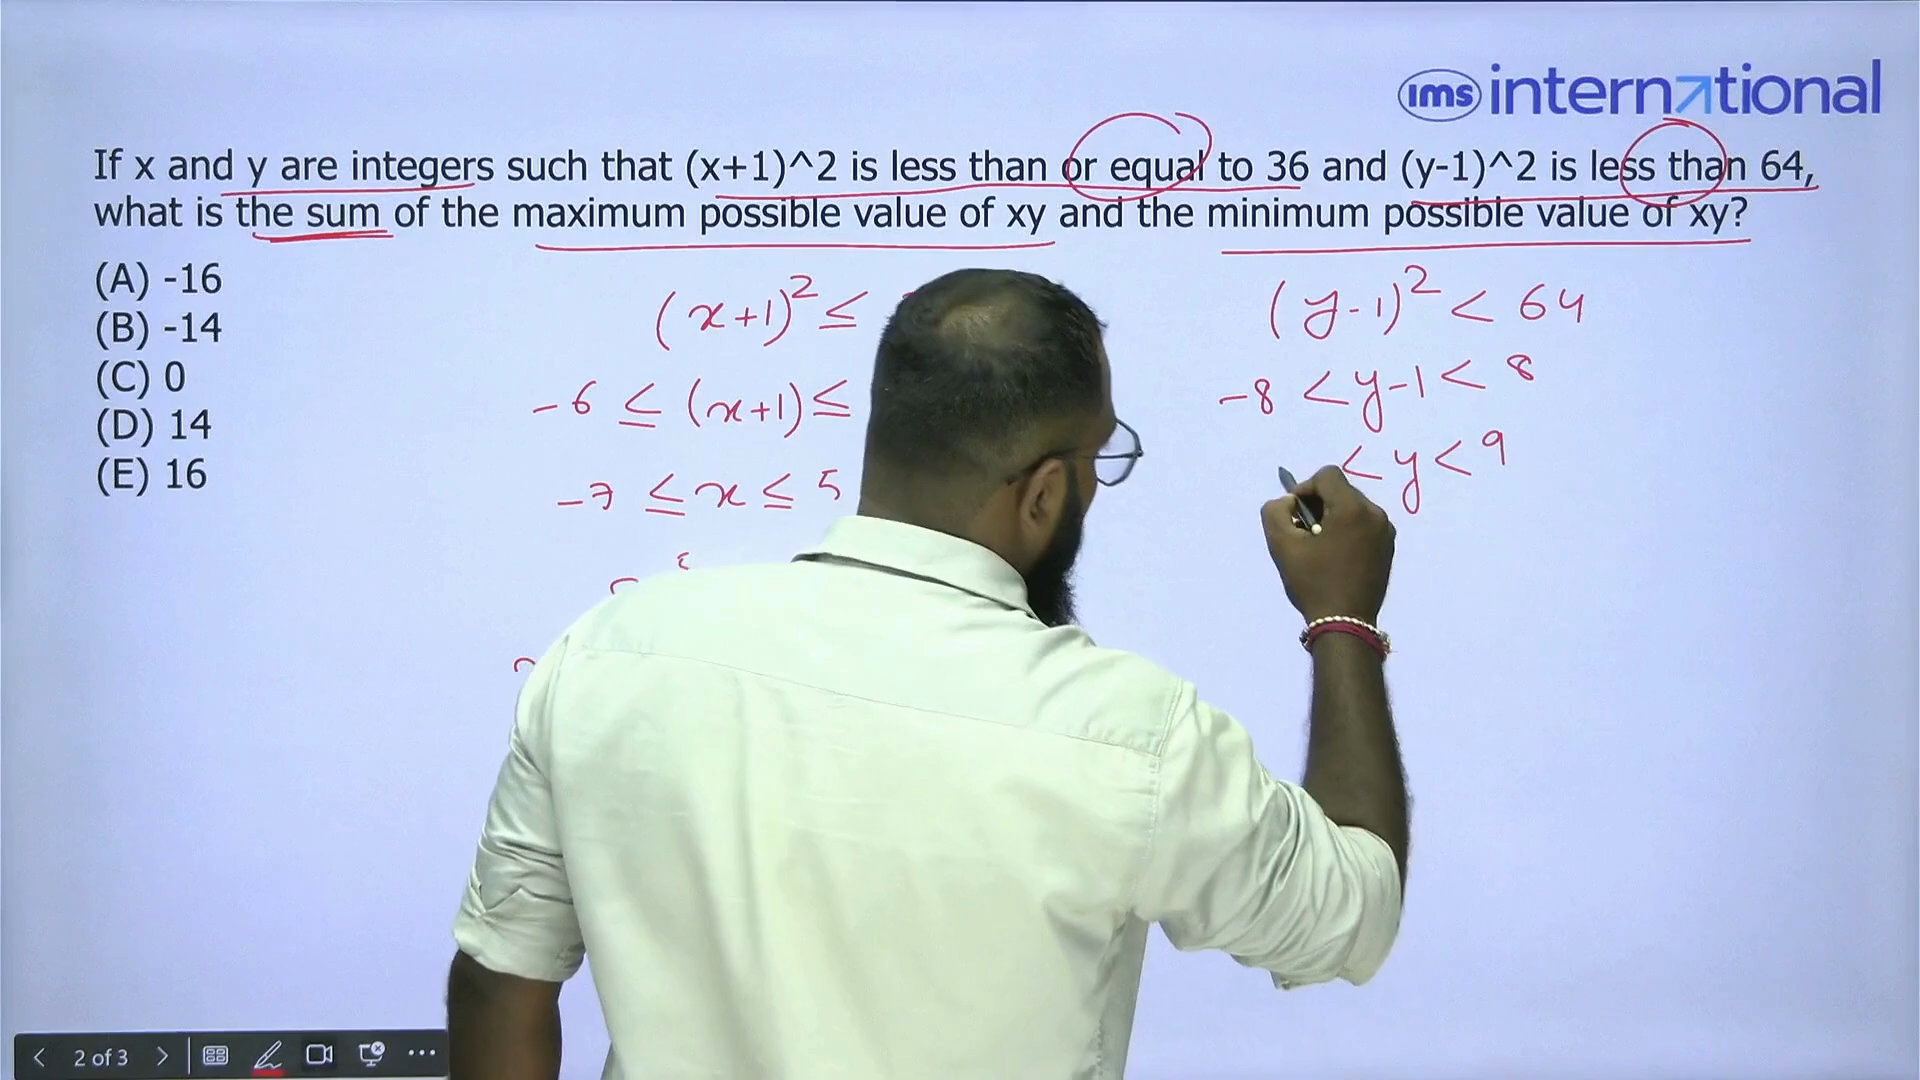 ims international
If x and y are integers such that (x+1)^2 is less than or equal to 36 and (y-1)^2 is less than 64,
what is the sum of the maximum possible value of xy and the minimum possible value of xy?
(A) -16
(B) -14
(C) 0
(D) 14
(E) 16
(x+1)² ≤
-6 ≤ (x+1) ≤
-7 ≤ x ≤ 5
(y-1)² < 64
-8 < y-1 < 8
< y < 9
2 of 3